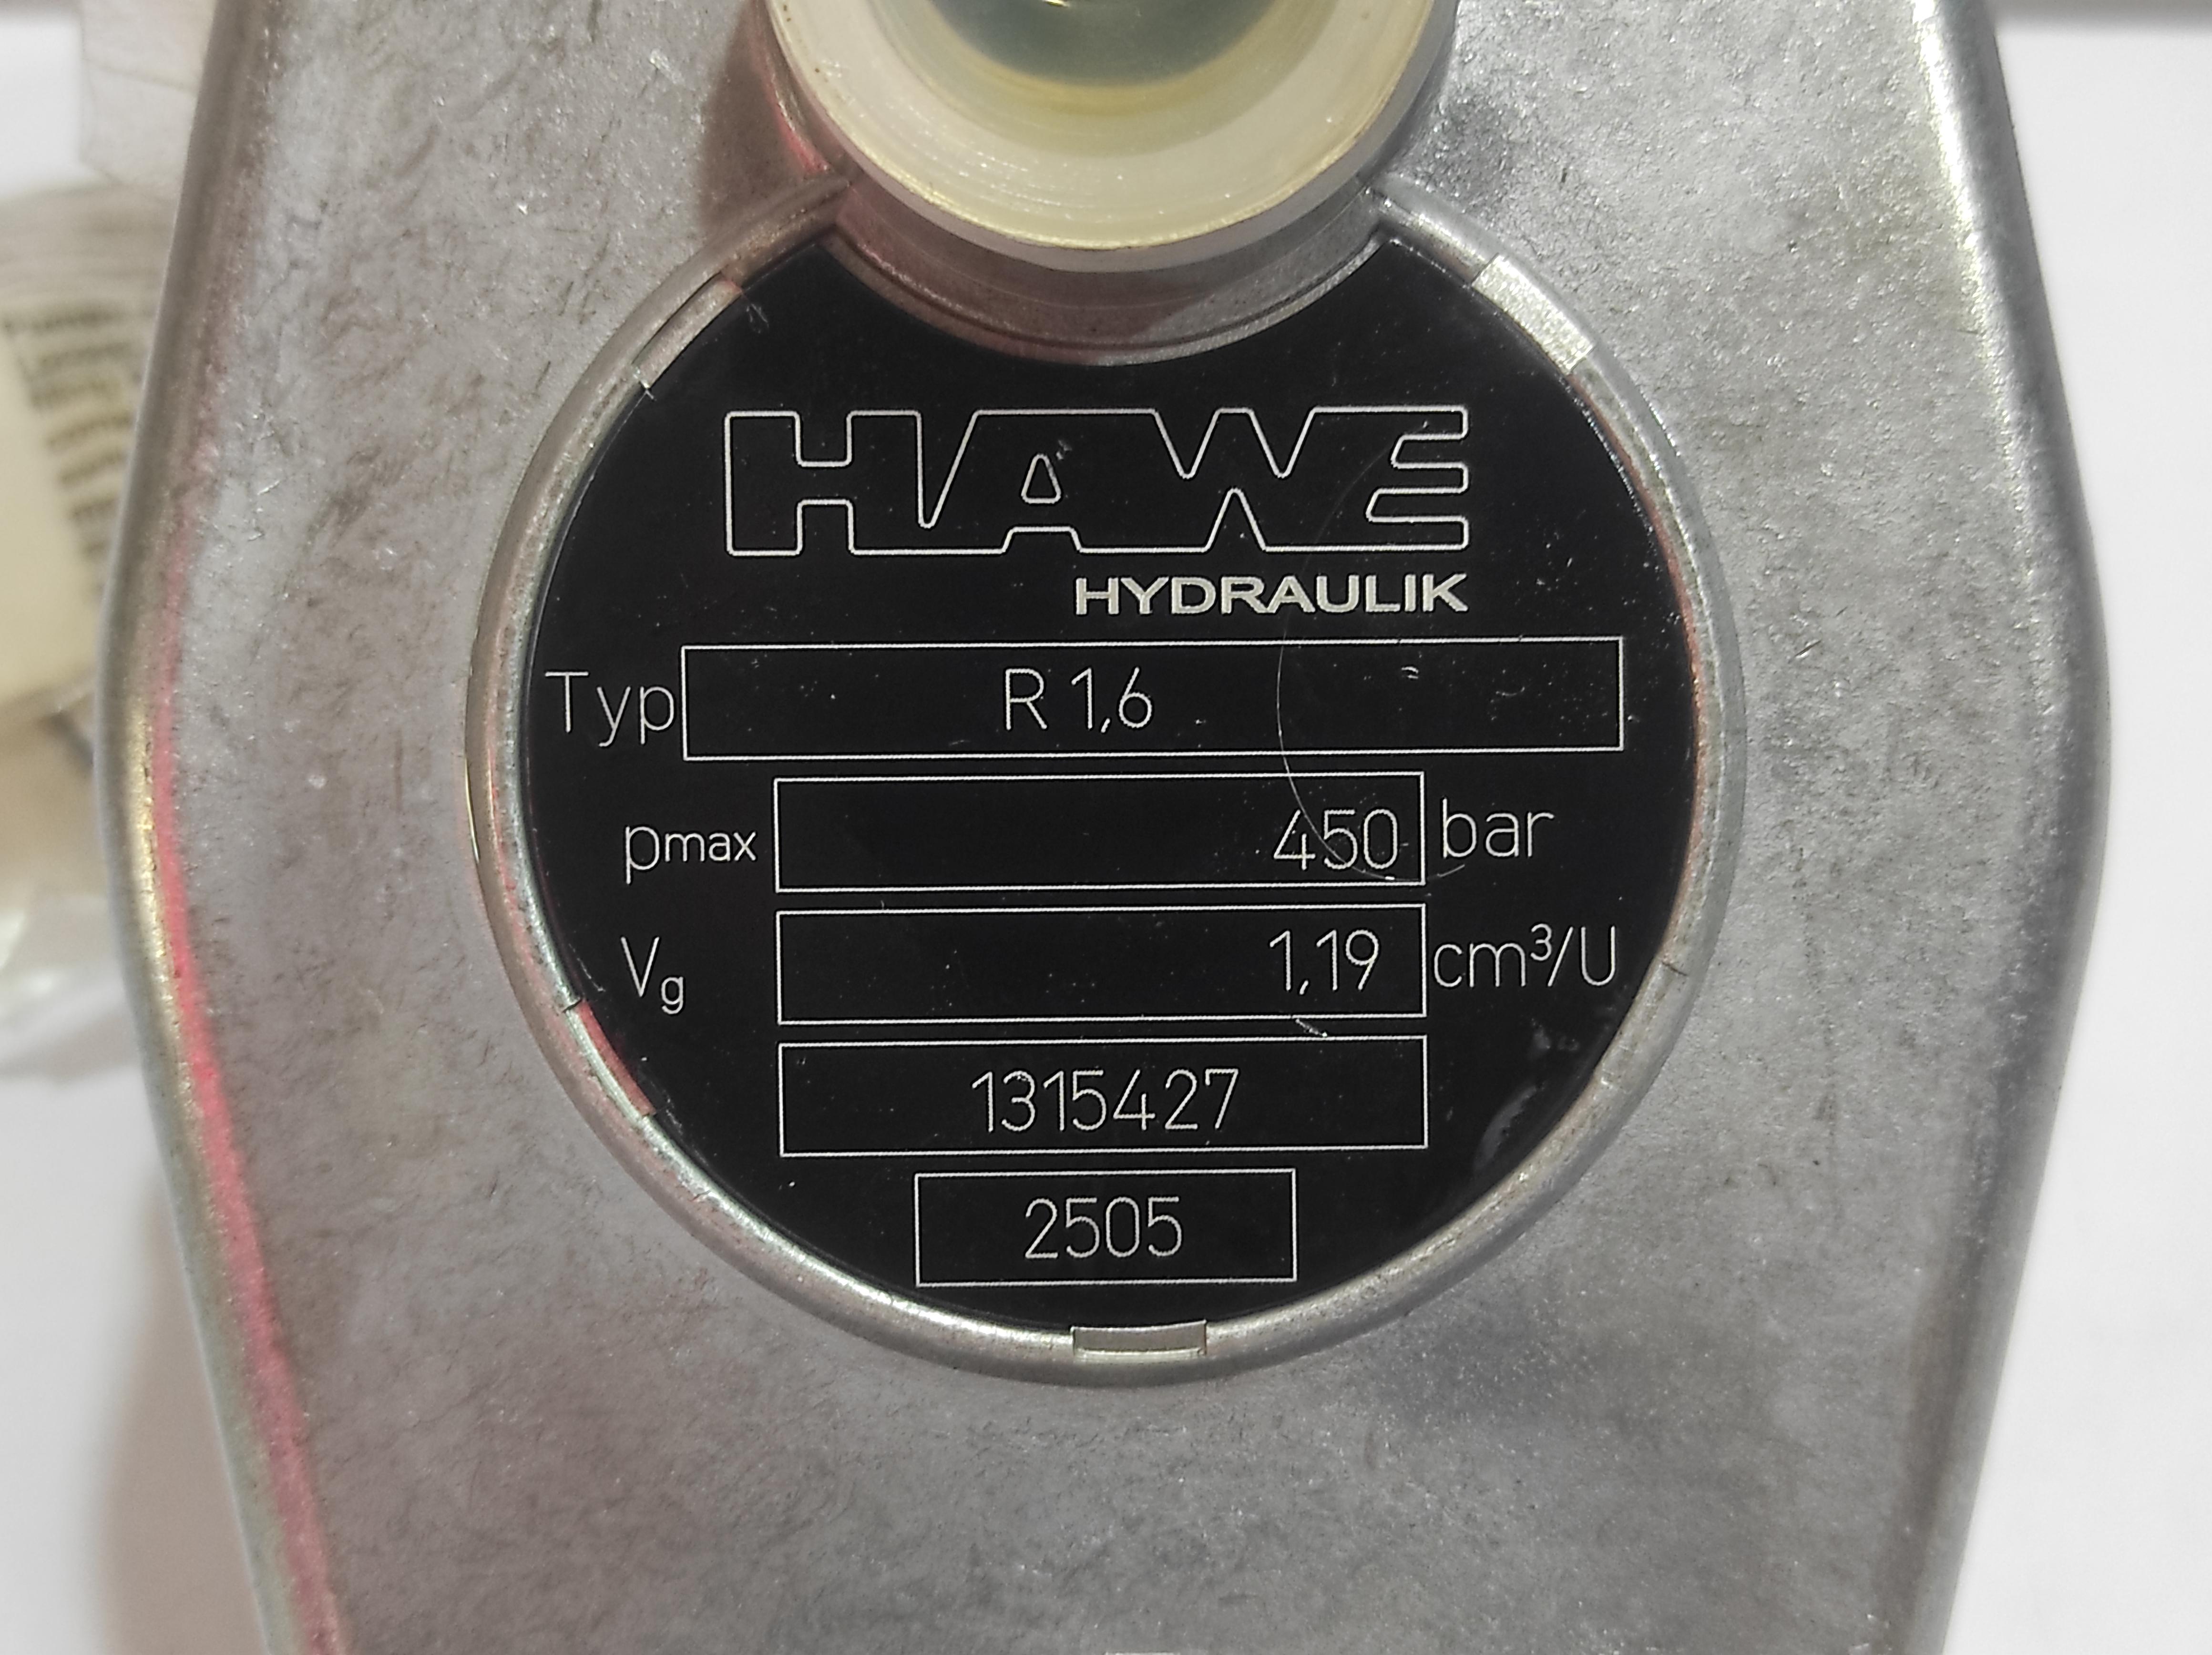 HAWE
HYDRAULIK
Typ R 1,6
pmax 450 bar
Vg 1,19 cm³/U
1315427
2505